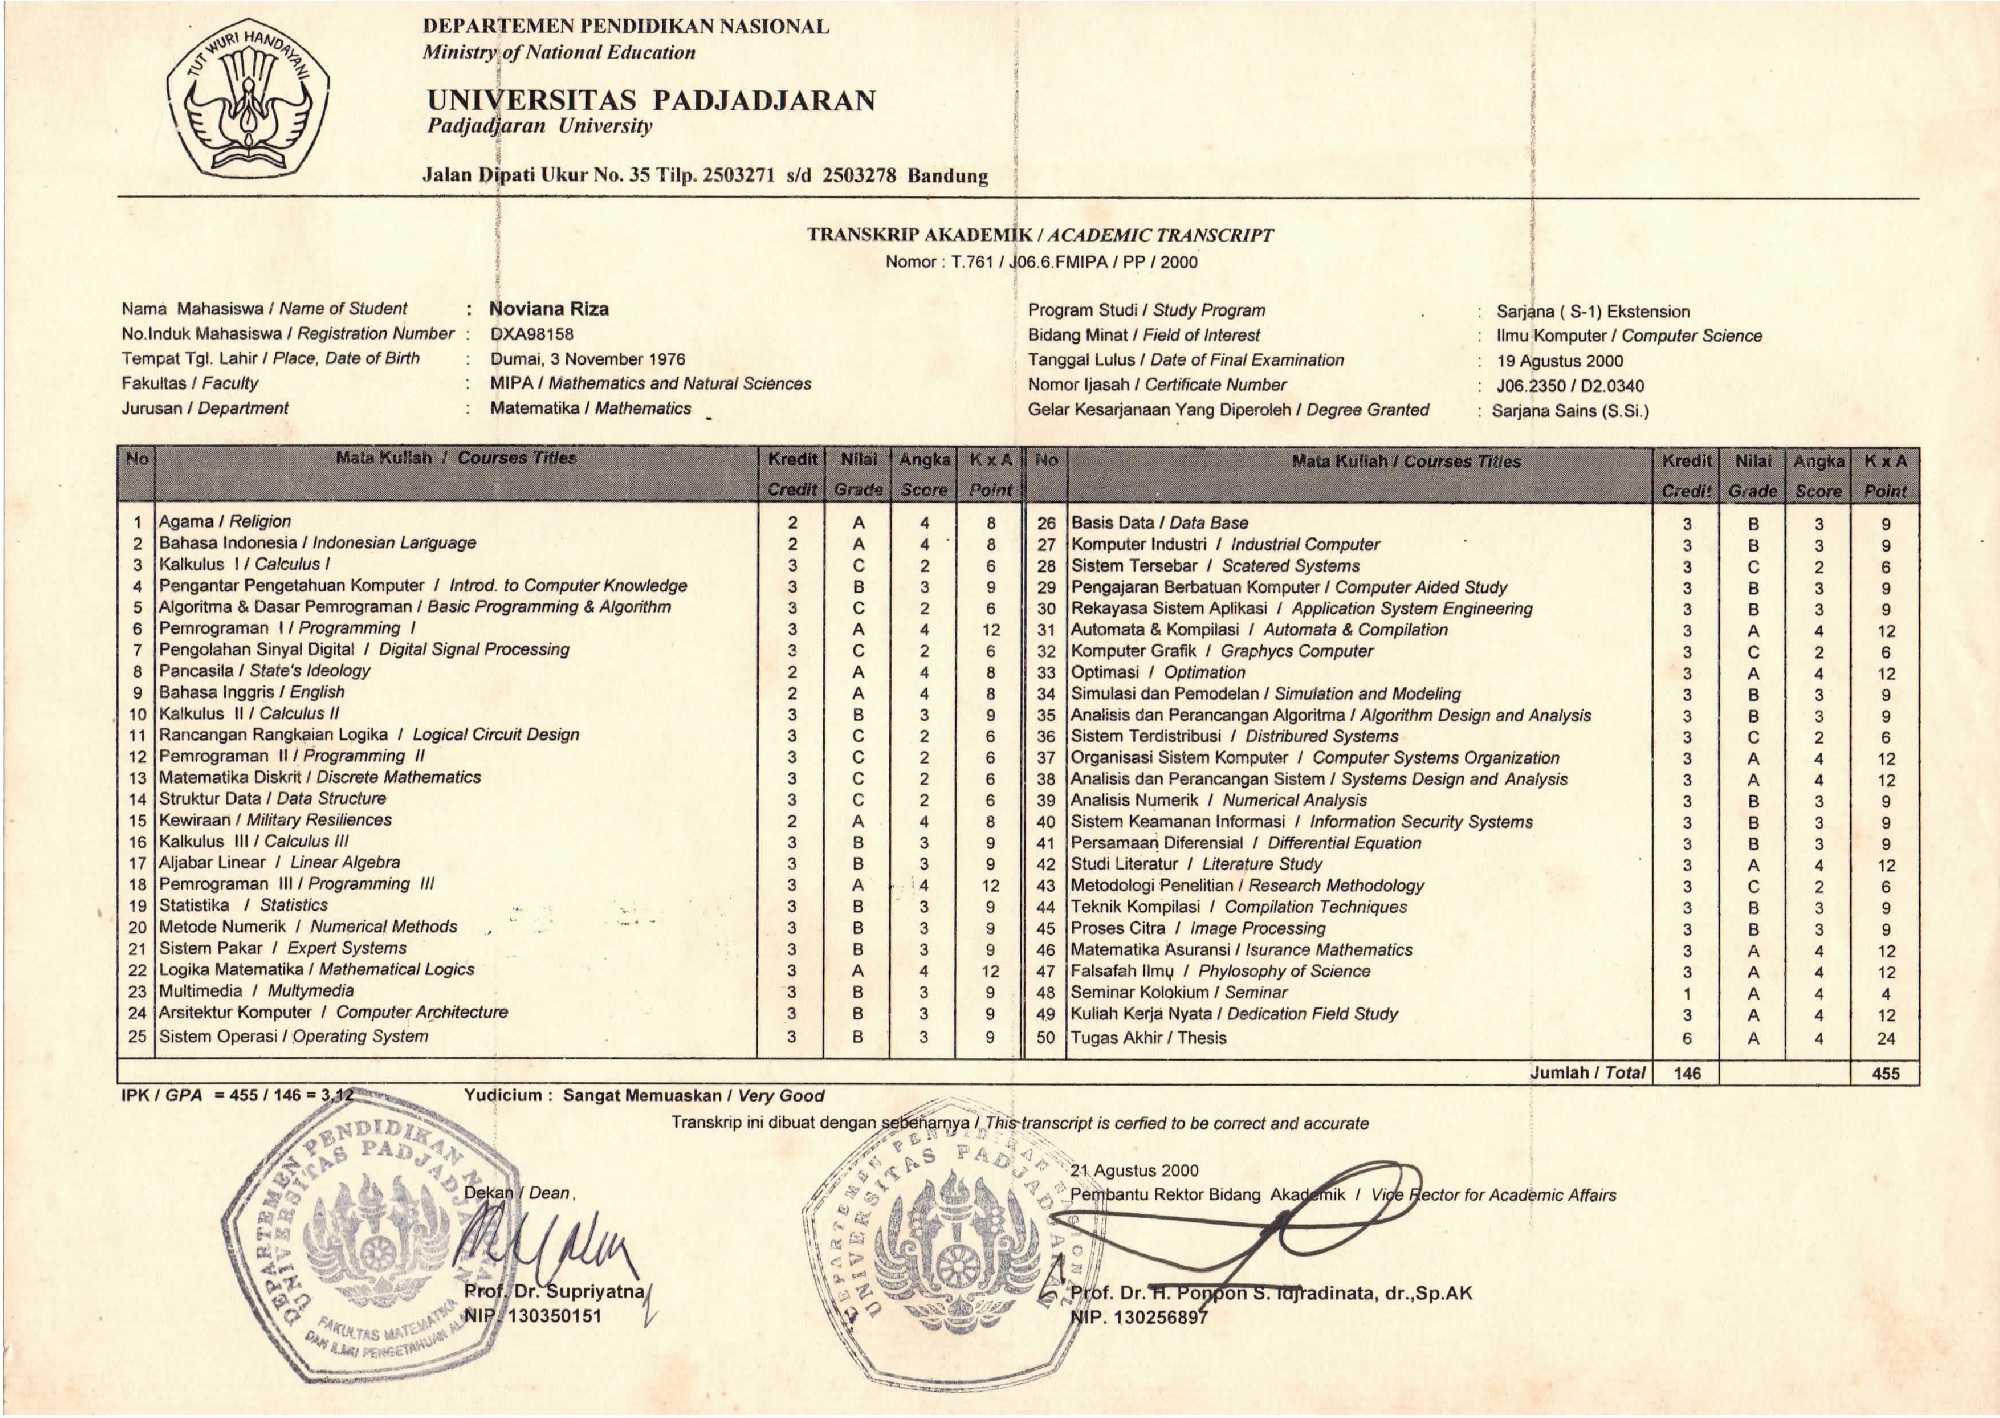 TUT WURI HANDAYANI
DEPARTEMEN PENDIDIKAN NASIONAL
Ministry of National Education
UNIVERSITAS PADJADJARAN
Padjadjaran University
Jalan Dipati Ukur No. 35 Tilp. 2503271 s/d 2503278 Bandung
TRANSKRIP AKADEMIK / ACADEMIC TRANSCRIPT
Nomor : T.761 / J06.6.FMIPA / PP / 2000
Nama Mahasiswa / Name of Student : Noviana Riza
No.Induk Mahasiswa / Registration Number : DXA98158
Tempat Tgl. Lahir / Place, Date of Birth : Dumai, 3 November 1976
Fakultas / Faculty : MIPA / Mathematics and Natural Sciences
Jurusan / Department : Matematika / Mathematics
Program Studi / Study Program : Sarjana ( S-1) Ekstension
Bidang Minat / Field of Interest : Ilmu Komputer / Computer Science
Tanggal Lulus / Date of Final Examination : 19 Agustus 2000
Nomor Ijasah / Certificate Number : J06.2350 / D2.0340
Gelar Kesarjanaan Yang Diperoleh / Degree Granted : Sarjana Sains (S.Si.)
No Mata Kuliah / Courses Titles Kredit Nilai Angka K x A
Credit Grade Score Point
1 Agama / Religion 2 A 4 8
2 Bahasa Indonesia / Indonesian Language 2 A 4 8
3 Kalkulus I / Calculus I 3 C 2 6
4 Pengantar Pengetahuan Komputer / Introd. to Computer Knowledge 3 B 3 9
5 Algoritma & Dasar Pemrograman / Basic Programming & Algorithm 3 C 2 6
6 Pemrograman I / Programming I 3 A 4 12
7 Pengolahan Sinyal Digital / Digital Signal Processing 3 C 2 6
8 Pancasila / State's Ideology 2 A 4 8
9 Bahasa Inggris / English 2 A 4 8
10 Kalkulus II / Calculus II 3 B 3 9
11 Rancangan Rangkaian Logika / Logical Circuit Design 3 C 2 6
12 Pemrograman II / Programming II 3 C 2 6
13 Matematika Diskrit / Discrete Mathematics 3 C 2 6
14 Struktur Data / Data Structure 3 C 2 6
15 Kewiraan / Military Resiliences 2 A 4 8
16 Kalkulus III / Calculus III 3 B 3 9
17 Aljabar Linear / Linear Algebra 3 B 3 9
18 Pemrograman III / Programming III 3 A 4 12
19 Statistika / Statistics 3 B 3 9
20 Metode Numerik / Numerical Methods 3 B 3 9
21 Sistem Pakar / Expert Systems 3 B 3 9
22 Logika Matematika / Mathematical Logics 3 A 4 12
23 Multimedia / Multymedia 3 B 3 9
24 Arsitektur Komputer / Computer Architecture 3 B 3 9
25 Sistem Operasi / Operating System 3 B 3 9
No Mata Kuliah / Courses Titles Kredit Nilai Angka K x A
Credit Grade Score Point
26 Basis Data / Data Base 3 B 3 9
27 Komputer Industri / Industrial Computer 3 B 3 9
28 Sistem Tersebar / Scatered Systems 3 C 2 6
29 Pengajaran Berbatuan Komputer / Computer Aided Study 3 B 3 9
30 Rekayasa Sistem Aplikasi / Application System Engineering 3 B 3 9
31 Automata & Kompilasi / Automata & Compilation 3 A 4 12
32 Komputer Grafik / Graphycs Computer 3 C 2 6
33 Optimasi / Optimation 3 A 4 12
34 Simulasi dan Pemodelan / Simulation and Modeling 3 B 3 9
35 Analisis dan Perancangan Algoritma / Algorithm Design and Analysis 3 B 3 9
36 Sistem Terdistribusi / Distribured Systems 3 C 2 6
37 Organisasi Sistem Komputer / Computer Systems Organization 3 A 4 12
38 Analisis dan Perancangan Sistem / Systems Design and Analysis 3 A 4 12
39 Analisis Numerik / Numerical Analysis 3 B 3 9
40 Sistem Keamanan Informasi / Information Security Systems 3 B 3 9
41 Persamaan Diferensial / Differential Equation 3 B 3 9
42 Studi Literatur / Literature Study 3 A 4 12
43 Metodologi Penelitian / Research Methodology 3 C 2 6
44 Teknik Kompilasi / Compilation Techniques 3 B 3 9
45 Proses Citra / Image Processing 3 B 3 9
46 Matematika Asuransi / Isurance Mathematics 3 A 4 12
47 Falsafah Ilmu / Phylosophy of Science 3 A 4 12
48 Seminar Kolokium / Seminar 1 A 4 4
49 Kuliah Kerja Nyata / Dedication Field Study 3 A 4 12
50 Tugas Akhir / Thesis 6 A 4 24
Jumlah / Total 146 455
IPK / GPA = 455 / 146 = 3,12 Yudicium : Sangat Memuaskan / Very Good
Transkrip ini dibuat dengan sebenarnya / This transcript is cerfied to be correct and accurate
21 Agustus 2000
Dekan / Dean,
Pembantu Rektor Bidang Akademik / Vice Rector for Academic Affairs
Prof. Dr. Supriyatna
NIP. 130350151
Prof. Dr. H. Ponpon S. Idjradinata, dr.,Sp.AK
NIP. 130256897
DEPARTEMEN PENDIDIKAN NASIONAL
UNIVERSITAS PADJADJARAN
FAKULTAS MATEMATIKA
DAN ILMU PENGETAHUAN ALAM
DEPARTEMEN PENDIDIKAN NASIONAL
UNIVERSITAS PADJADJARAN